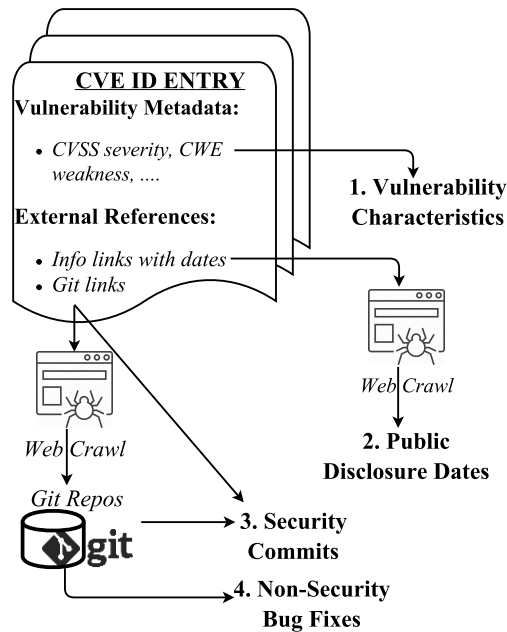 CVE ID ENTRY
Vulnerability Metadata:
• CVSS severity, CWE
weakness, ....
1. Vulnerability
Characteristics
External References:
• Info links with dates
• Git links
Web Crawl
2. Public
Disclosure Dates
Web Crawl
Git Repos
git
3. Security
Commits
4. Non-Security
Bug Fixes